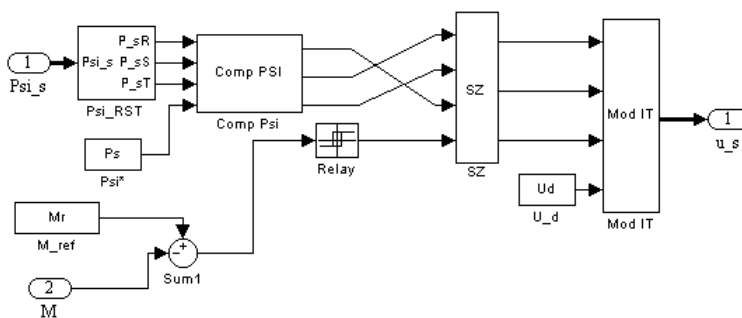 1
Psi_s
Psi_s
P_sR
P_sS
P_sT
Psi_RST
Ps
Psi*
Comp PSI
Comp Psi
Relay
SZ
SZ
Mod IT
Mod IT
Ud
U_d
1
u_s
Mr
M_ref
+
−
Sum1
2
M